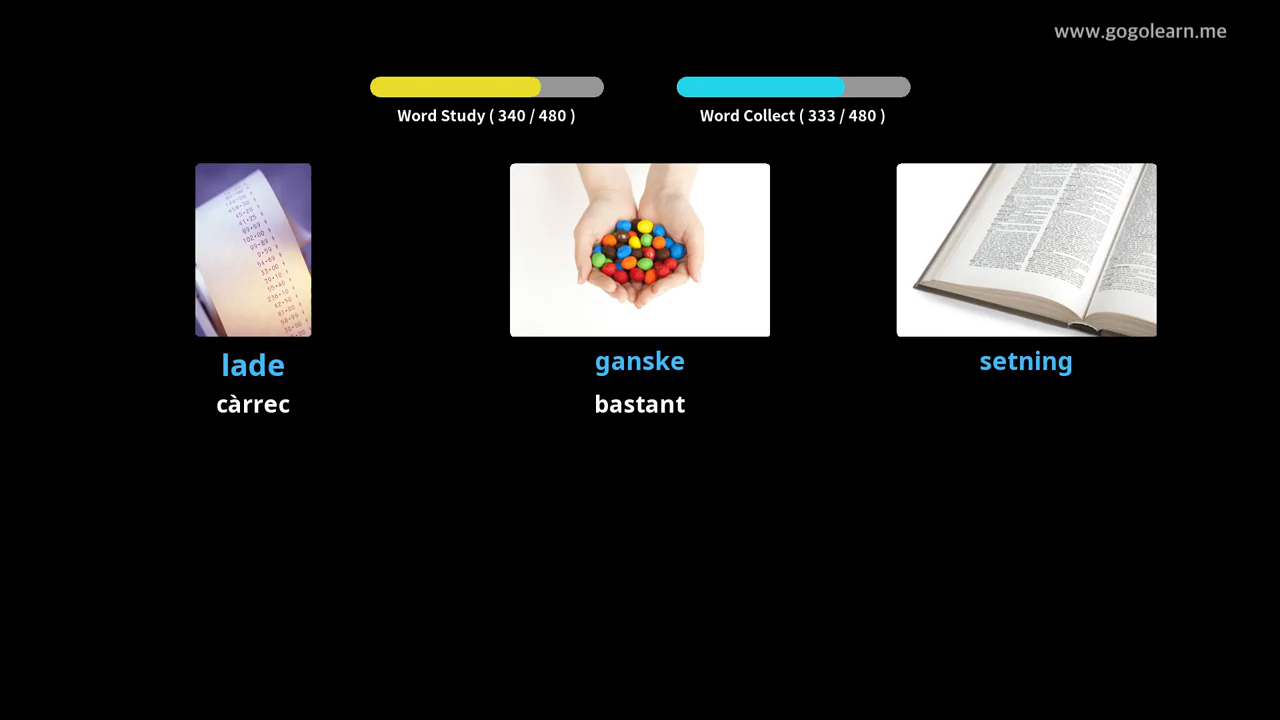 www.gogolearn.me
Word Study ( 340 / 480 )
Word Collect ( 333 / 480 )
lade
càrrec
ganske
bastant
setning